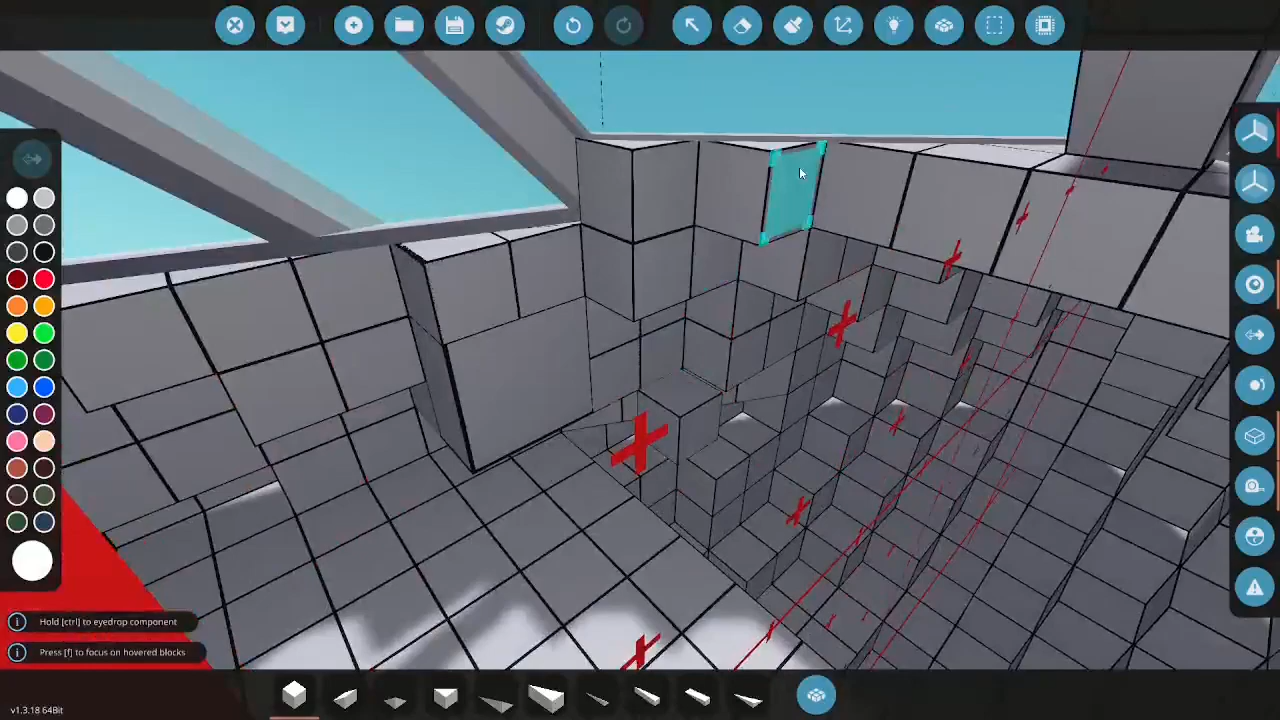 Hold [ctrl] to eyedrop component
Press [f] to focus on hovered blocks
v1.3.18 64Bit